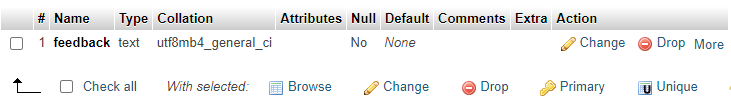 # Name Type Collation Attributes Null Default Comments Extra Action
1 feedback text utf8mb4_general_ci No None Change Drop More
Check all With selected: Browse Change Drop Primary Unique